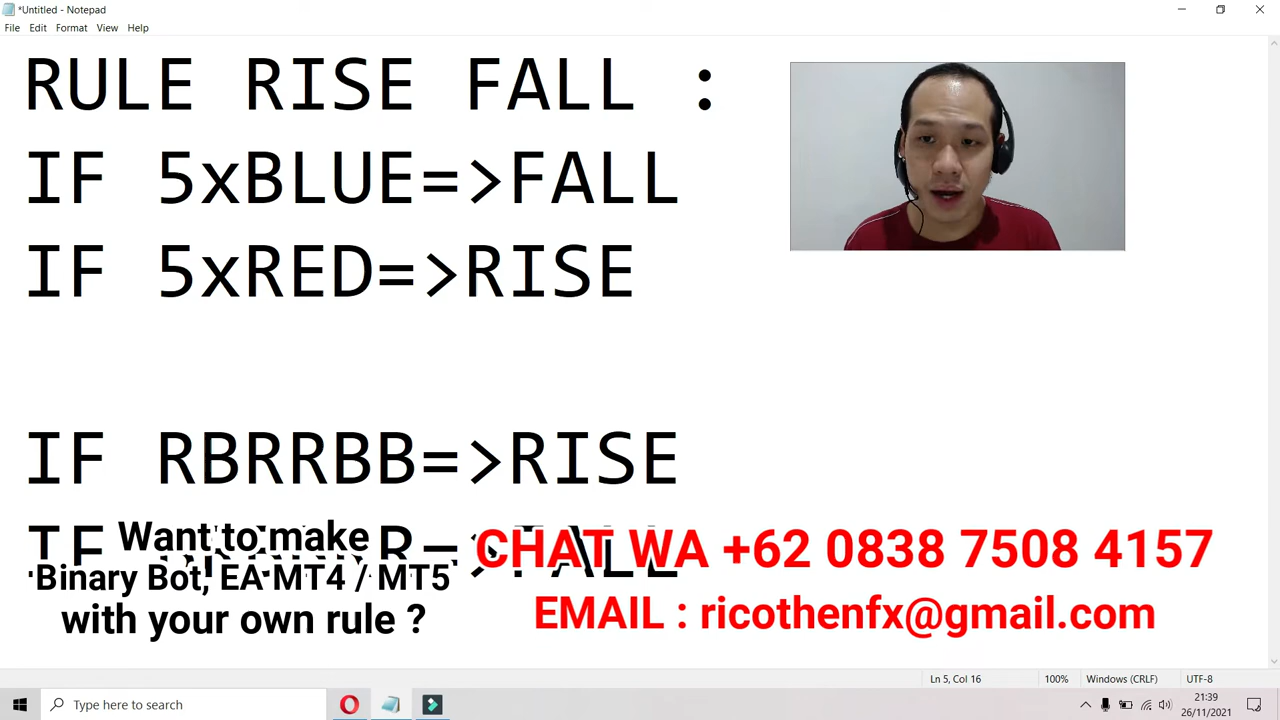 *Untitled - Notepad
File Edit Format View Help
RULE RISE FALL :
IF 5xBLUE=>FALL
IF 5xRED=>RISE
IF RBRRBB=>RISE
IF R=>FALL
Want to make
Binary Bot, EA MT4 / MT5
with your own rule ?
CHAT WA +62 0838 7508 4157
EMAIL : ricothenfx@gmail.com
Ln 5, Col 16
100%
Windows (CRLF)
UTF-8
Type here to search
21:39
26/11/2021